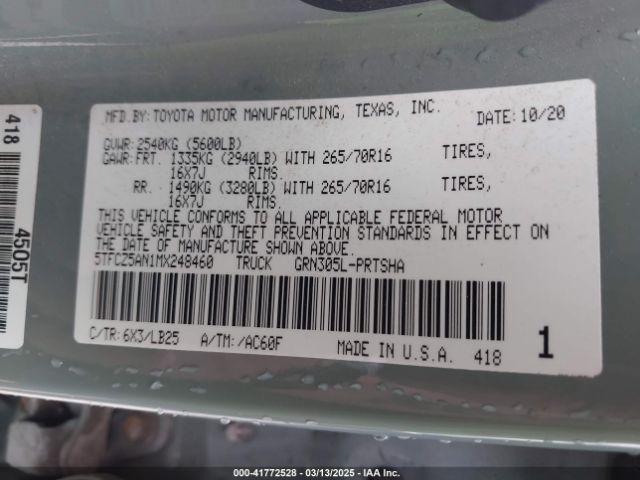 MFD.BY:TOYOTA MOTOR MANUFACTURING, TEXAS, INC. DATE:10/20
GVWR:2540KG (5600LB)
GAWR:FRT. 1335KG (2940LB) WITH 265/70R16 TIRES,
16X7J RIMS.
RR. 1490KG (3280LB) WITH 265/70R16 TIRES,
16X7J RIMS.
THIS VEHICLE CONFORMS TO ALL APPLICABLE FEDERAL MOTOR
VEHICLE SAFETY AND THEFT PREVENTION STANDARDS IN EFFECT ON
THE DATE OF MANUFACTURE SHOWN ABOVE.
5TFCZ5AN1MX248460 TRUCK GRN305L-PRTSHA
C/TR:6X3/LB25 A/TM:/AC60F MADE IN U.S.A. 418 1
418 4505T
000-41772528 - 03/13/2025 - IAA Inc.